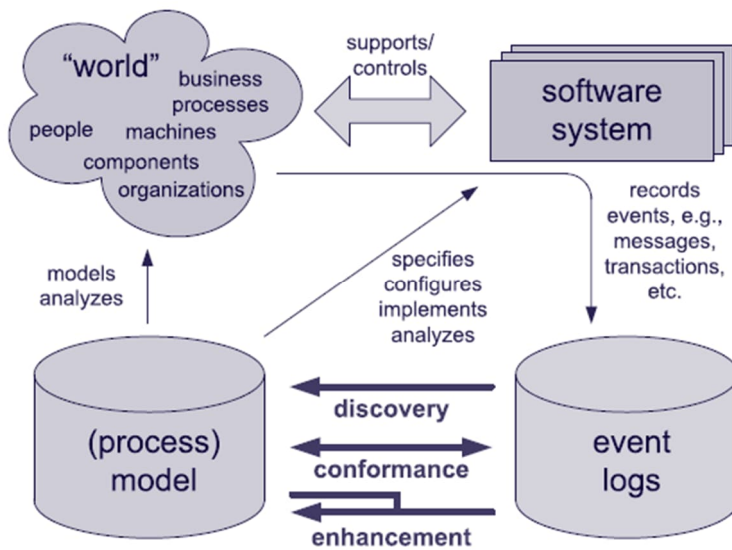 “world”
business
processes
people
machines
components
organizations
supports/
controls
software
system
records
events, e.g.,
messages,
transactions,
etc.
models
analyzes
specifies
configures
implements
analyzes
(process)
model
discovery
conformance
enhancement
event
logs